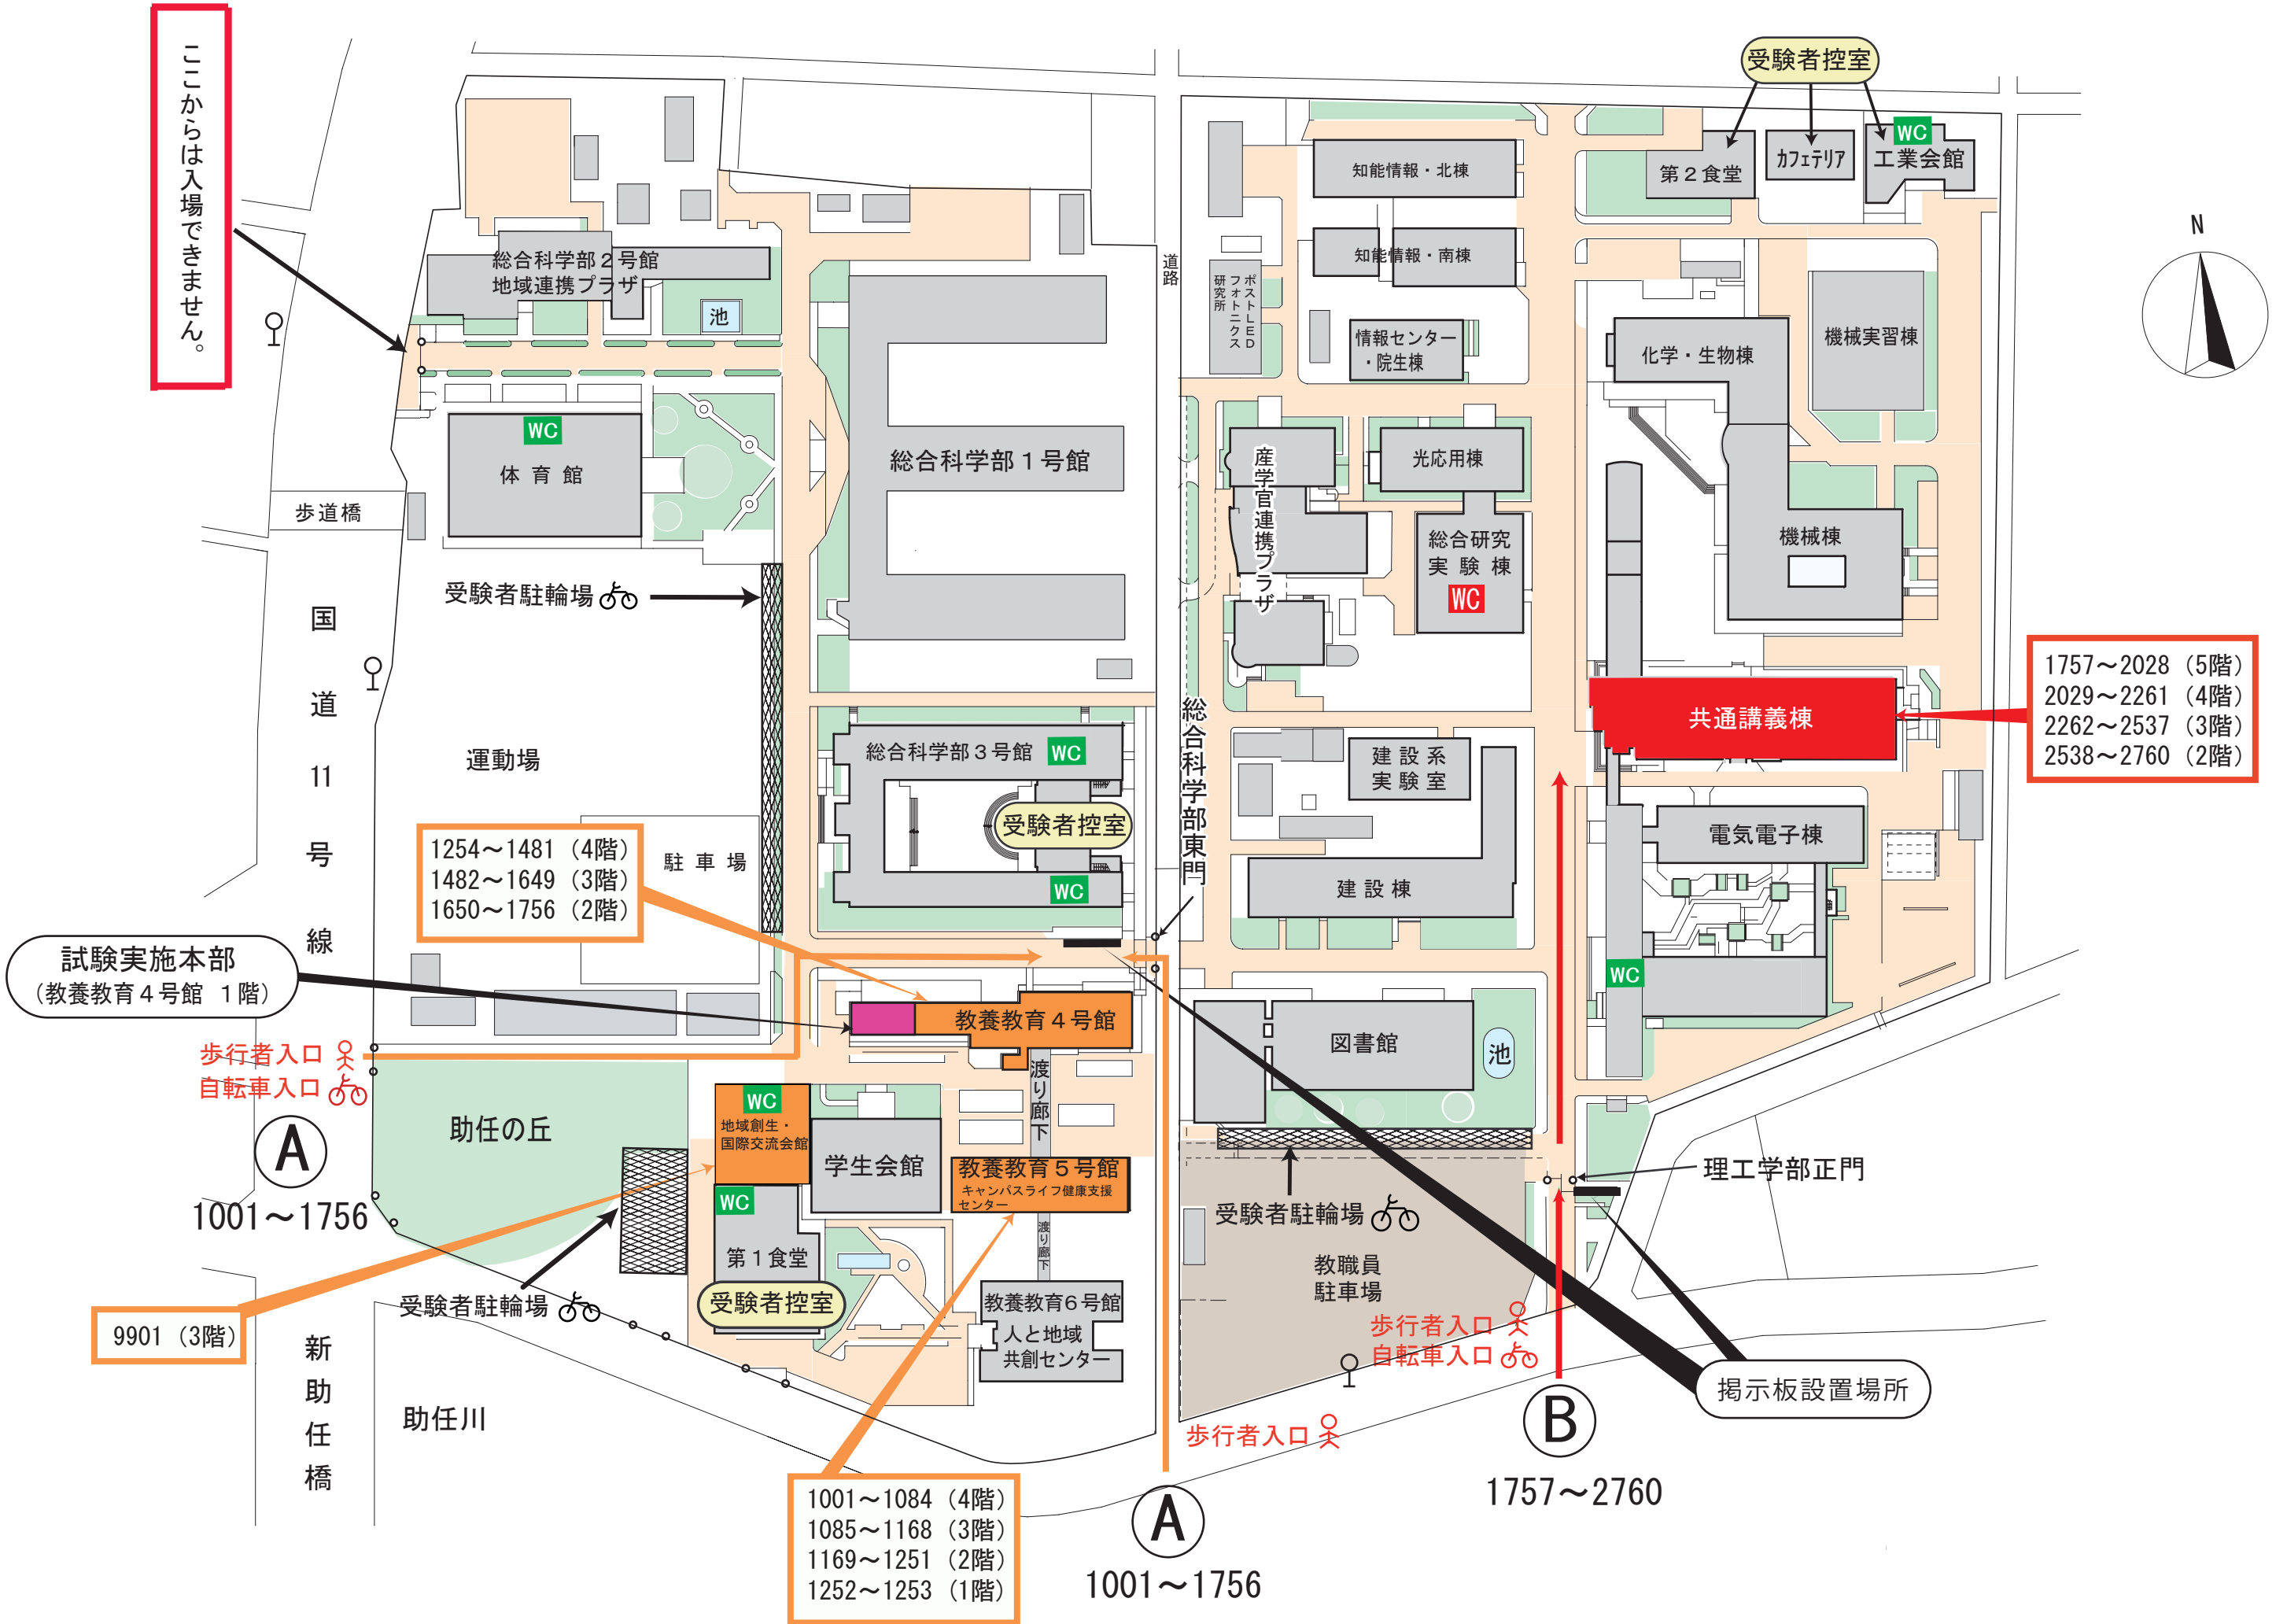 ここからは入場できません。
受験者控室
WC
第２食堂
カフェテリア
工業会館
N
知能情報・北棟
知能情報・南棟
道路
ポストLED
フォトニクス
研究所
情報センター
・院生棟
化学・生物棟
機械実習棟
総合科学部２号館
地域連携プラザ
池
WC
体育館
歩道橋
総合科学部１号館
産学官連携プラザ
光応用棟
総合研究
実験棟
WC
機械棟
受験者駐輪場
国道11号線
運動場
駐車場
総合科学部３号館
WC
受験者控室
WC
総合科学部東門
建設系
実験室
建設棟
共通講義棟
1757～2028（5階）
2029～2261（4階）
2262～2537（3階）
2538～2760（2階）
電気電子棟
WC
1254～1481（4階）
1482～1649（3階）
1650～1756（2階）
試験実施本部
（教養教育４号館 1階）
教養教育４号館
歩行者入口
自転車入口
A
1001～1756
助任の丘
WC
地域創生・
国際交流会館
学生会館
渡り廊下
教養教育５号館
キャンパスライフ健康支援
センター
渡り廊下
WC
第１食堂
受験者控室
教養教育６号館
人と地域
共創センター
受験者駐輪場
9901（3階）
新助任橋
助任川
図書館
池
受験者駐輪場
教職員
駐車場
理工学部正門
歩行者入口
自転車入口
歩行者入口
掲示板設置場所
B
1757～2760
A
1001～1756
1001～1084（4階）
1085～1168（3階）
1169～1251（2階）
1252～1253（1階）